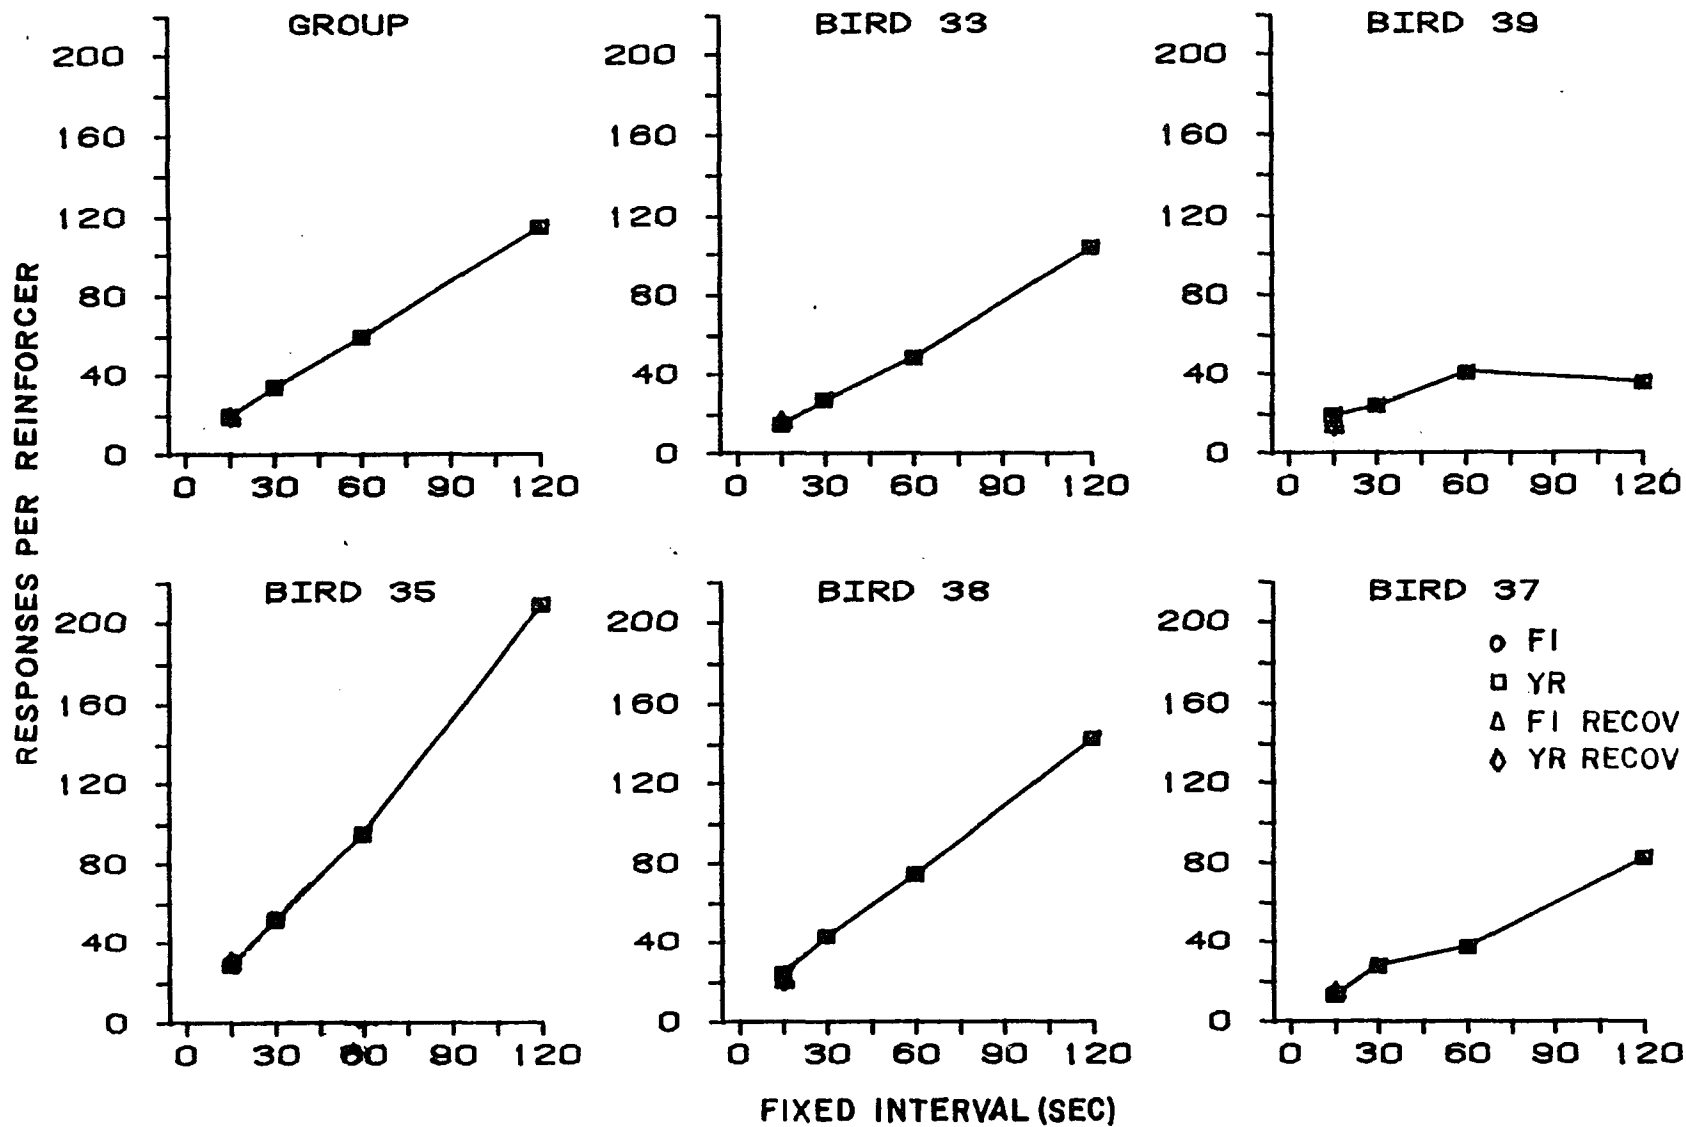 GROUP
BIRD 33
BIRD 39
200
160
120
80
40
0
0 30 60 90 120
200
160
120
80
40
0
0 30 60 90 120
200
160
120
80
40
0
0 30 60 90 120
RESPONSES PER REINFORCER
BIRD 35
BIRD 36
BIRD 37
200
160
120
80
40
0
0 30 60 90 120
200
160
120
80
40
0
0 30 60 90 120
200
160
120
80
40
0
0 30 60 90 120
FI
YR
FI RECOV
YR RECOV
FIXED INTERVAL (SEC)